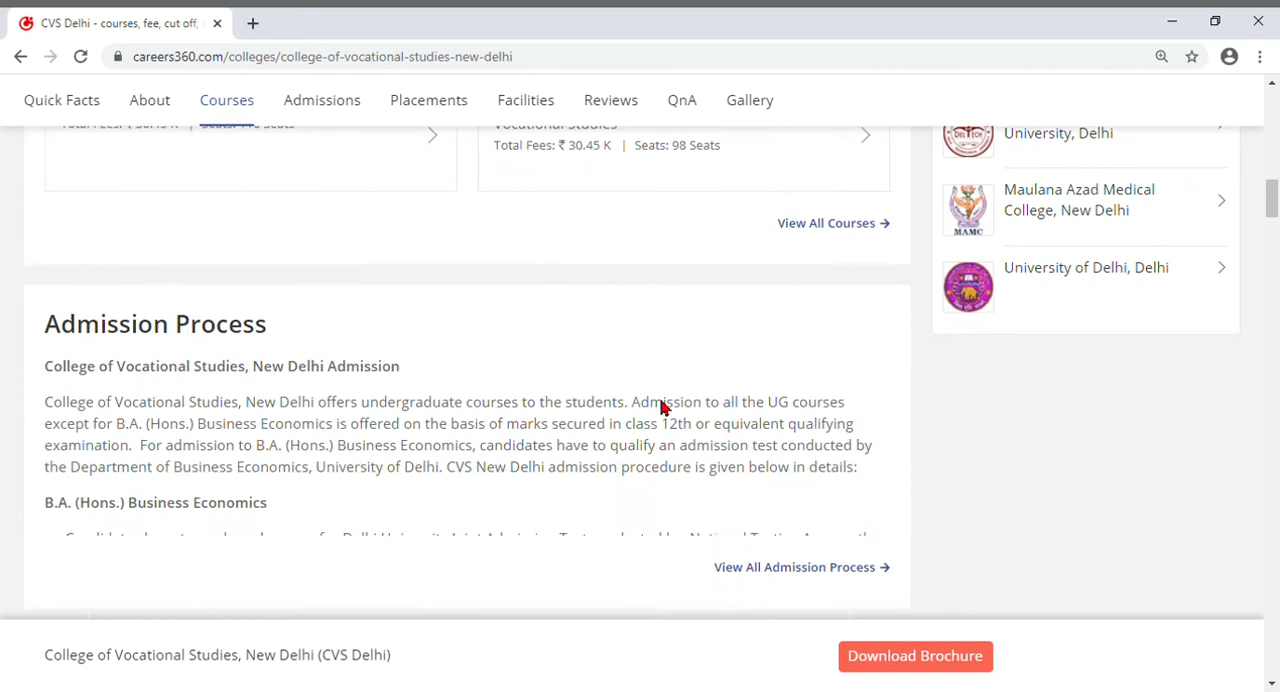 CVS Delhi - courses, fee, cut off,
careers360.com/colleges/college-of-vocational-studies-new-delhi
Quick Facts About Courses Admissions Placements Facilities Reviews QnA Gallery
Vocational Studies
Total Fees: ₹ 30.45 K | Seats: 98 Seats
View All Courses →
University, Delhi
Maulana Azad Medical
College, New Delhi
MAMC
University of Delhi, Delhi
Admission Process
College of Vocational Studies, New Delhi Admission
College of Vocational Studies, New Delhi offers undergraduate courses to the students. Admission to all the UG courses
except for B.A. (Hons.) Business Economics is offered on the basis of marks secured in class 12th or equivalent qualifying
examination. For admission to B.A. (Hons.) Business Economics, candidates have to qualify an admission test conducted by
the Department of Business Economics, University of Delhi. CVS New Delhi admission procedure is given below in details:
B.A. (Hons.) Business Economics
View All Admission Process →
College of Vocational Studies, New Delhi (CVS Delhi)
Download Brochure